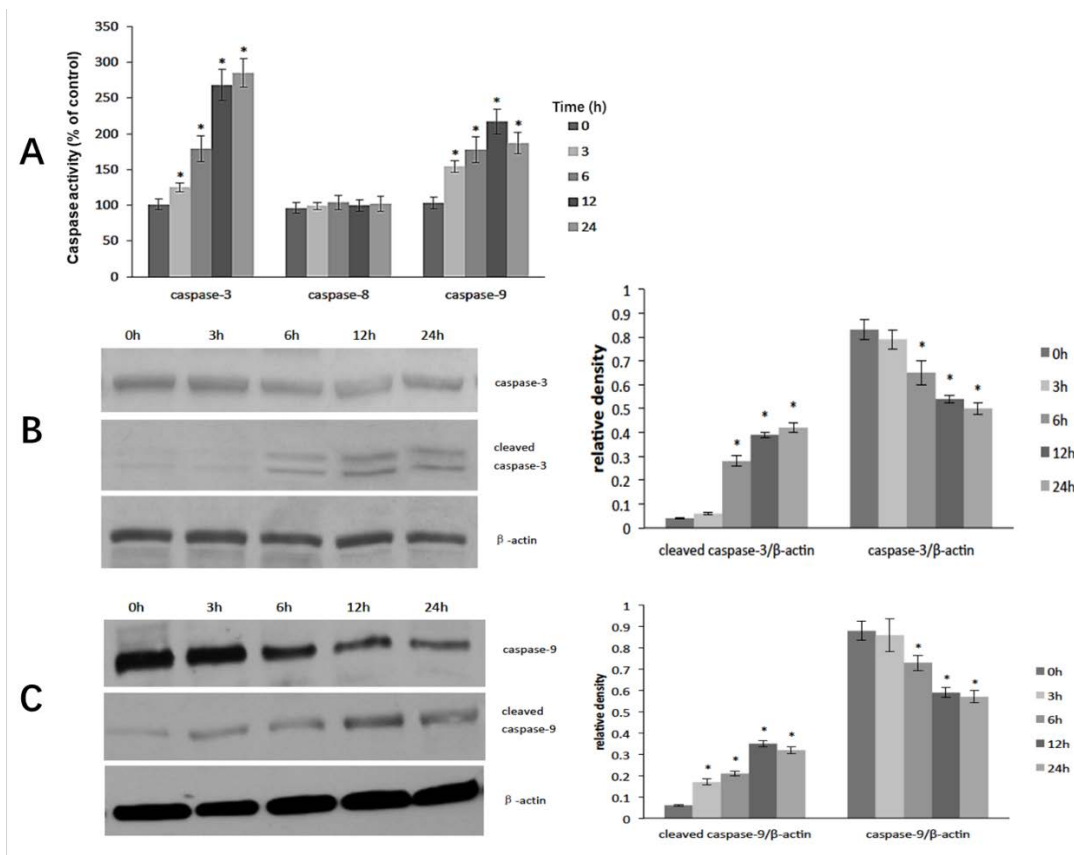 A
Caspase activity (% of control)
350
300
250
200
150
100
50
0
* * * *
* * * *
caspase-3 caspase-8 caspase-9
Time (h)
0
3
6
12
24
B
0h 3h 6h 12h 24h
caspase-3
cleaved
caspase-3
β-actin
relative density
1
0.9
0.8
0.7
0.6
0.5
0.4
0.3
0.2
0.1
0
* * *
* * *
cleaved caspase-3/β-actin caspase-3/β-actin
0h
3h
6h
12h
24h
C
0h 3h 6h 12h 24h
caspase-9
cleaved
caspase-9
β-actin
relative density
1
0.9
0.8
0.7
0.6
0.5
0.4
0.3
0.2
0.1
0
* * * *
* * *
cleaved caspase-9/β-actin caspase-9/β-actin
0h
3h
6h
12h
24h